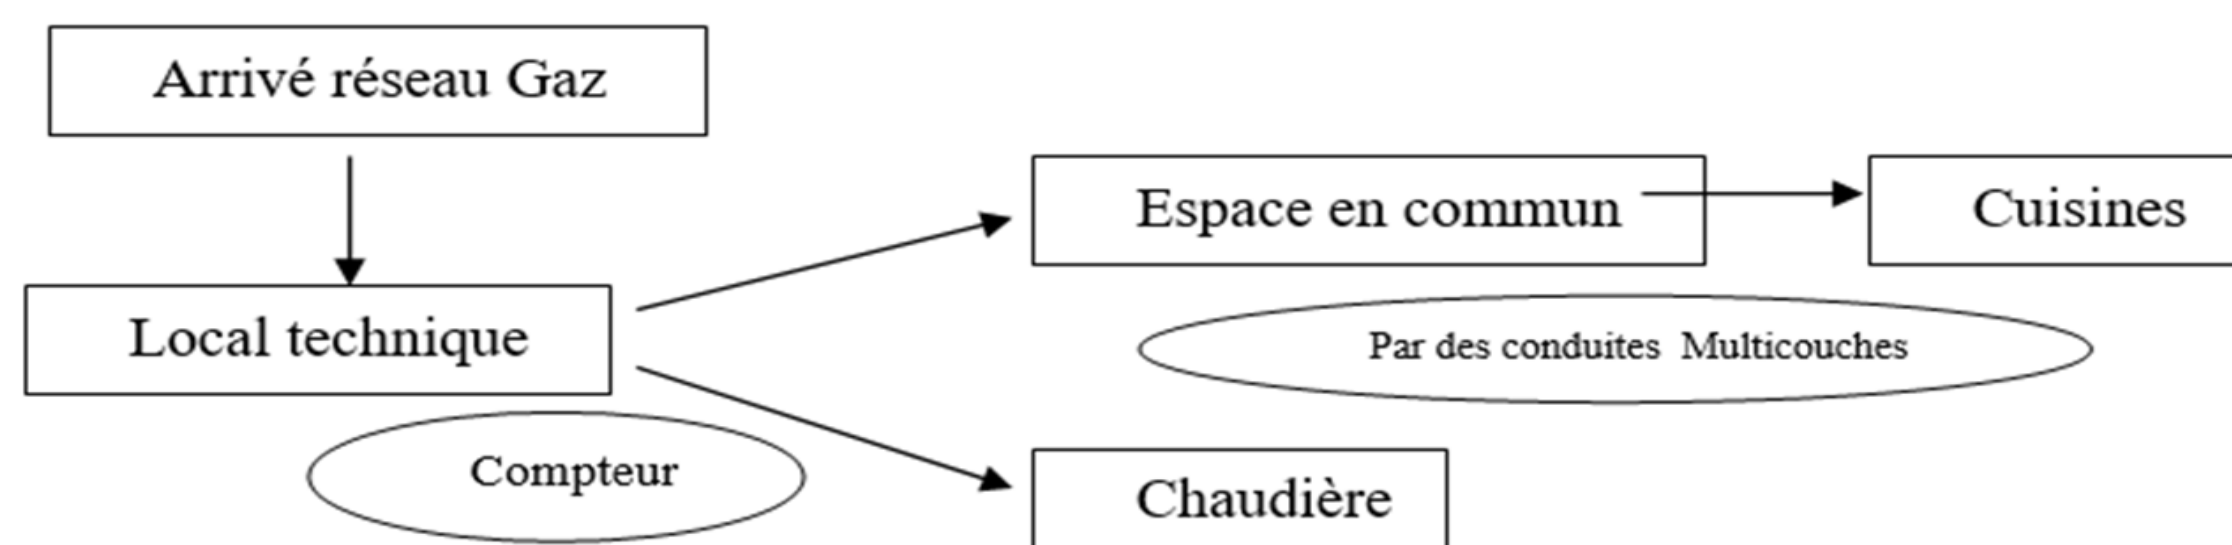 Arrivé réseau Gaz
Espace en commun
Cuisines
Local technique
Par des conduites Multicouches
Compteur
Chaudière